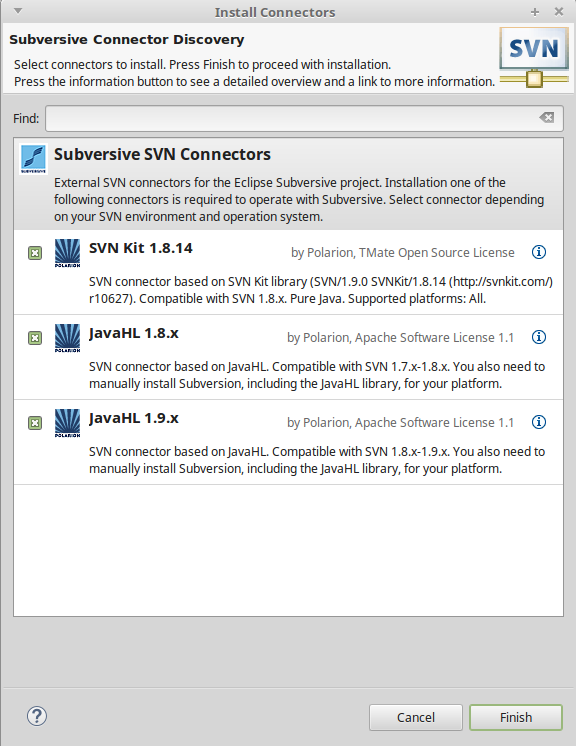 Install Connectors
Subversive Connector Discovery
Select connectors to install. Press Finish to proceed with installation.
Press the information button to see a detailed overview and a link to more information.
SVN
Find:
SUBVERSIVE
Subversive SVN Connectors
External SVN connectors for the Eclipse Subversive project. Installation one of the
following connectors is required to operate with Subversive. Select connector depending
on your SVN environment and operation system.
POLARION
SVN Kit 1.8.14
by Polarion, TMate Open Source License
SVN connector based on SVN Kit library (SVN/1.9.0 SVNKit/1.8.14 (http://svnkit.com/)
r10627). Compatible with SVN 1.8.x. Pure Java. Supported platforms: All.
POLARION
JavaHL 1.8.x
by Polarion, Apache Software License 1.1
SVN connector based on JavaHL. Compatible with SVN 1.7.x-1.8.x. You also need to
manually install Subversion, including the JavaHL library, for your platform.
POLARION
JavaHL 1.9.x
by Polarion, Apache Software License 1.1
SVN connector based on JavaHL. Compatible with SVN 1.8.x-1.9.x. You also need to
manually install Subversion, including the JavaHL library, for your platform.
?
Cancel
Finish